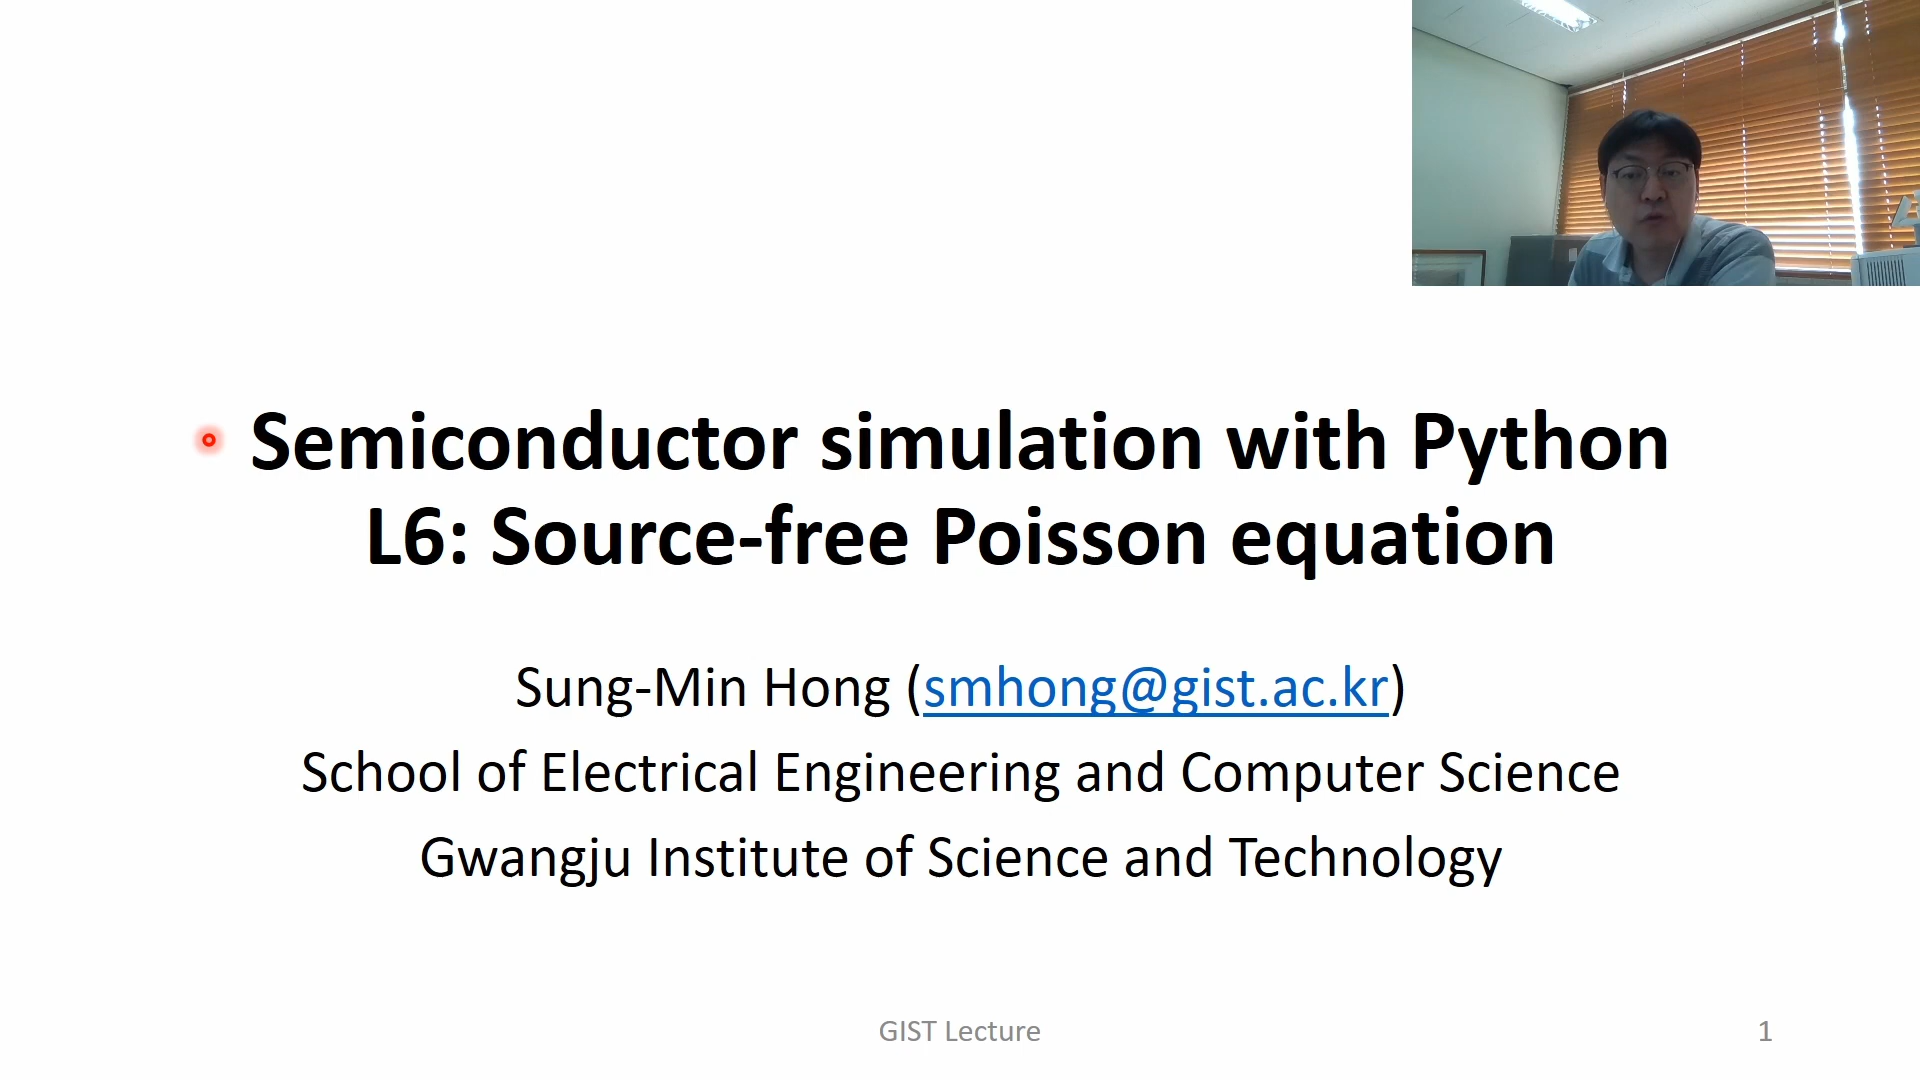 Semiconductor simulation with Python
L6: Source-free Poisson equation
Sung-Min Hong (smhong@gist.ac.kr)
School of Electrical Engineering and Computer Science
Gwangju Institute of Science and Technology
GIST Lecture
1